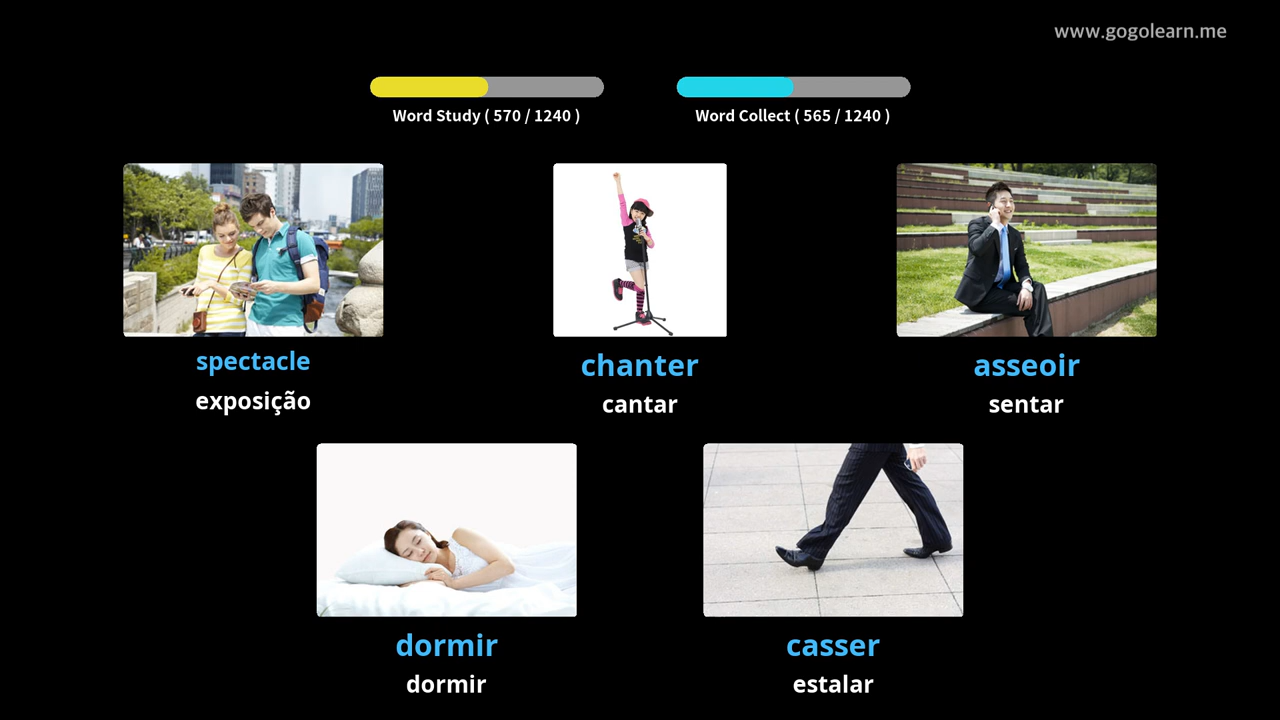 www.gogolearn.me
Word Study ( 570 / 1240 )
Word Collect ( 565 / 1240 )
spectacle
exposição
chanter
cantar
asseoir
sentar
dormir
dormir
casser
estalar